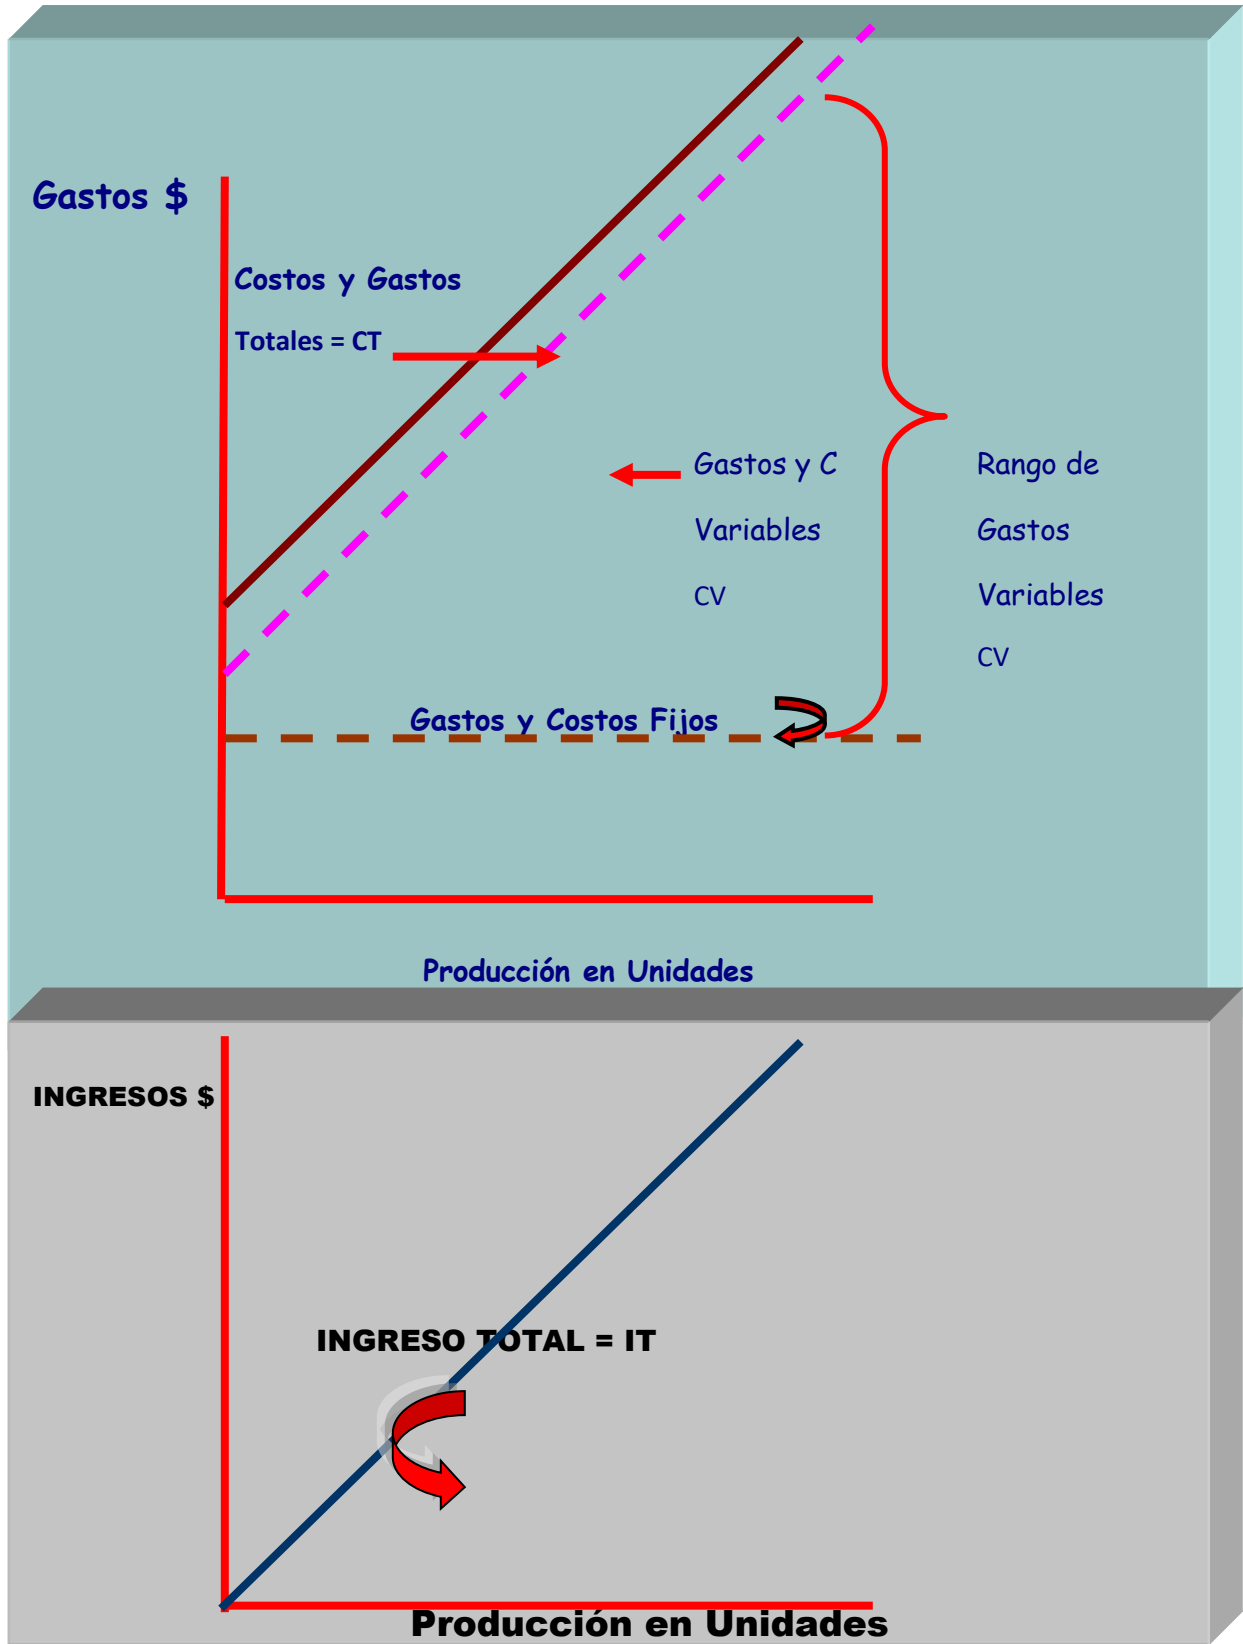 Gastos $
Costos y Gastos
Totales = CT
Gastos y C
Variables
CV
Rango de
Gastos
Variables
CV
Gastos y Costos Fijos
Producción en Unidades
INGRESOS $
INGRESO TOTAL = IT
Producción en Unidades